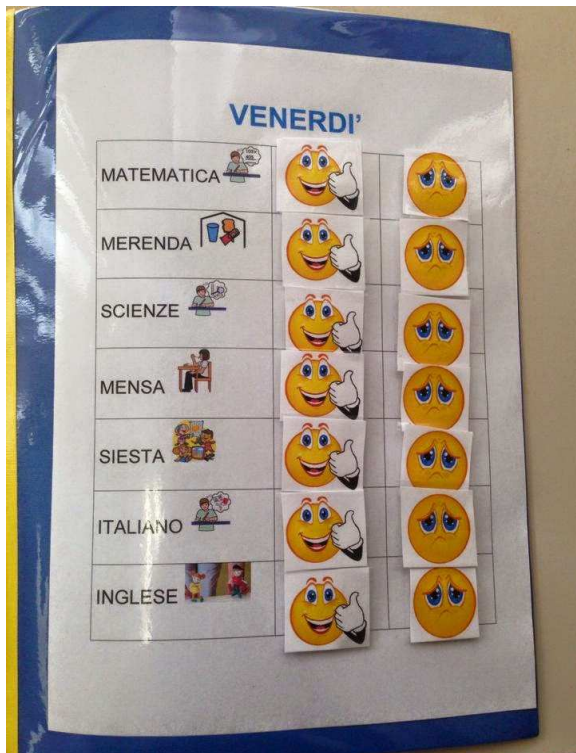 VENERDI'
MATEMATICA
MERENDA
SCIENZE
MENSA
SIESTA
ITALIANO
INGLESE